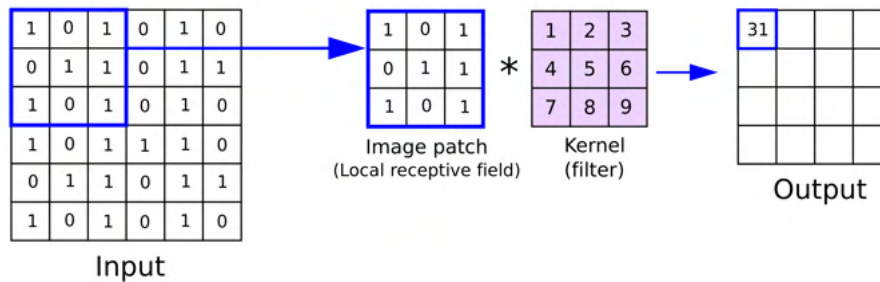 1 0 1 0 1 0
0 1 1 0 1 1
1 0 1 0 1 0
1 0 1 1 1 0
0 1 1 0 1 1
1 0 1 0 1 0
Input
1 0 1
0 1 1
1 0 1
Image patch
(Local receptive field)
*
1 2 3
4 5 6
7 8 9
Kernel
(filter)
31
Output